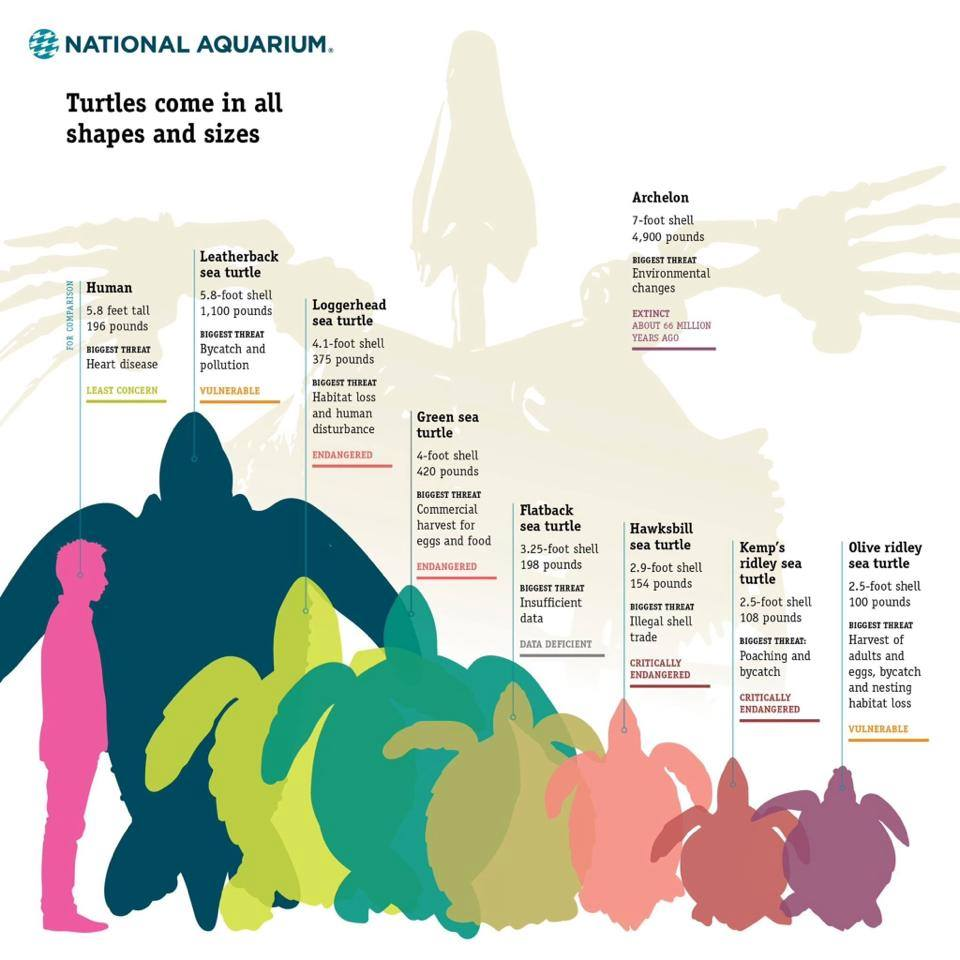 NATIONAL AQUARIUM®
Turtles come in all
shapes and sizes
FOR COMPARISON
Human
5.8 feet tall
196 pounds
BIGGEST THREAT
Heart disease
LEAST CONCERN
Leatherback
sea turtle
5.8-foot shell
1,100 pounds
BIGGEST THREAT
Bycatch and
pollution
VULNERABLE
Loggerhead
sea turtle
4.1-foot shell
375 pounds
BIGGEST THREAT
Habitat loss
and human
disturbance
ENDANGERED
Green sea
turtle
4-foot shell
420 pounds
BIGGEST THREAT
Commercial
harvest for
eggs and food
ENDANGERED
Flatback
sea turtle
3.25-foot shell
198 pounds
BIGGEST THREAT
Insufficient
data
DATA DEFICIENT
Archelon
7-foot shell
4,900 pounds
BIGGEST THREAT
Environmental
changes
EXTINCT
ABOUT 66 MILLION
YEARS AGO
Hawksbill
sea turtle
2.9-foot shell
154 pounds
BIGGEST THREAT
Illegal shell
trade
CRITICALLY
ENDANGERED
Kemp's
ridley sea
turtle
2.5-foot shell
108 pounds
BIGGEST THREAT:
Poaching and
bycatch
CRITICALLY
ENDANGERED
Olive ridley
sea turtle
2.5-foot shell
100 pounds
BIGGEST THREAT
Harvest of
adults and
eggs, bycatch
and nesting
habitat loss
VULNERABLE